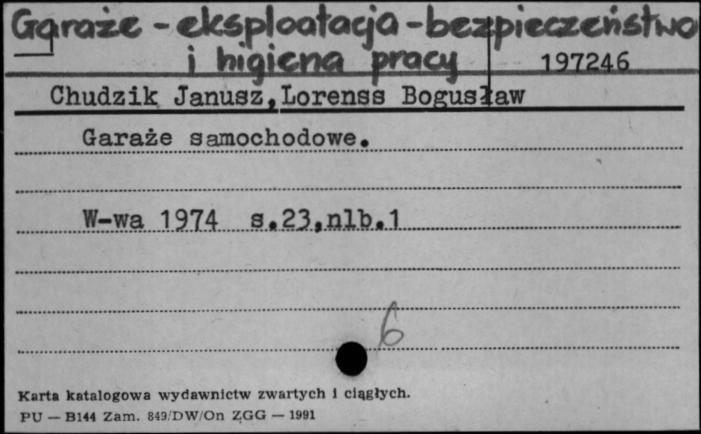 Garaże - eksploatacja - bezpieczeństwo
i higiena pracy
197246
Chudzik Janusz, Lorenss Bogusław
Garaże samochodowe.
W-wa 1974 s.23,nlb.1
6
Karta katalogowa wydawnictw zwartych i ciągłych.
PU — B144 Zam. 849/DW/On ZGG — 1991